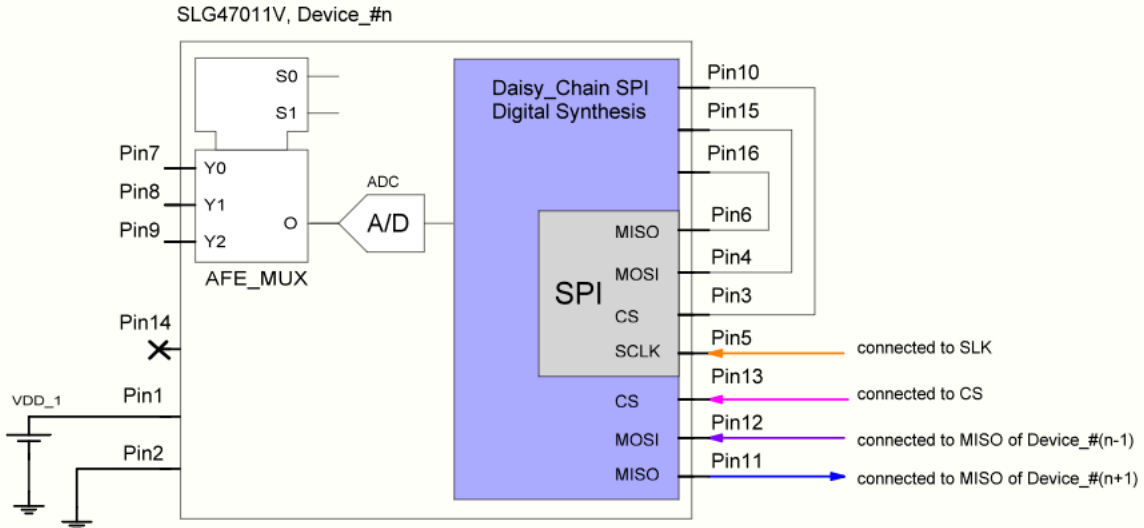 SLG47011V, Device_#n
S0
S1
Pin7
Y0
Pin8
Y1
Pin9
Y2
O
AFE_MUX
ADC
A/D
Daisy_Chain SPI
Digital Synthesis
Pin10
Pin15
Pin16
MISO
Pin6
MOSI
Pin4
SPI
CS
Pin3
SCLK
Pin5
connected to SLK
CS
Pin13
connected to CS
MOSI
Pin12
connected to MISO of Device_#(n-1)
MISO
Pin11
connected to MISO of Device_#(n+1)
Pin14
VDD_1
Pin1
Pin2